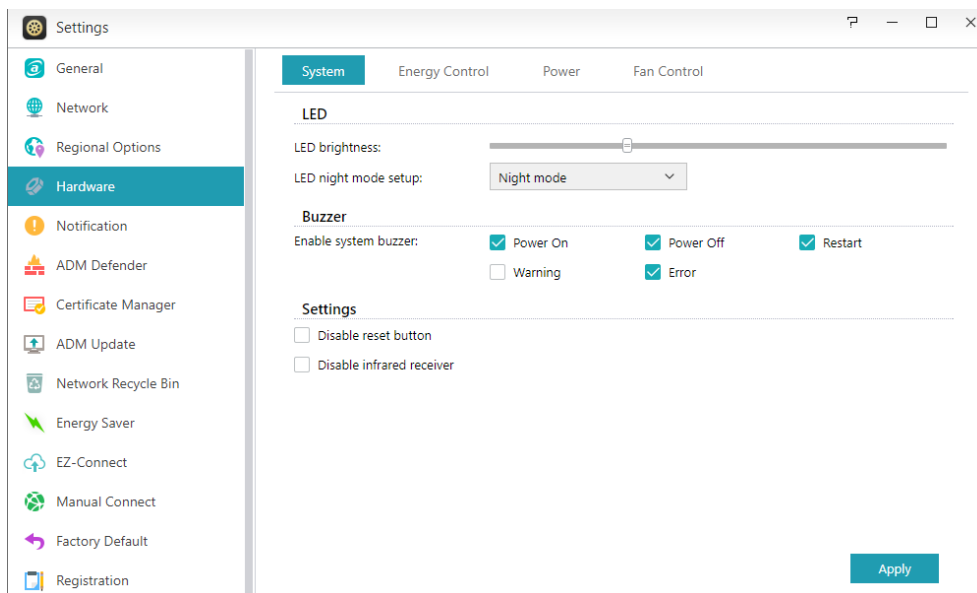 Settings
General
Network
Regional Options
Hardware
Notification
ADM Defender
Certificate Manager
ADM Update
Network Recycle Bin
Energy Saver
EZ-Connect
Manual Connect
Factory Default
Registration
System Energy Control Power Fan Control
LED
LED brightness:
LED night mode setup: Night mode
Buzzer
Enable system buzzer: Power On Power Off Restart
Warning Error
Settings
Disable reset button
Disable infrared receiver
Apply